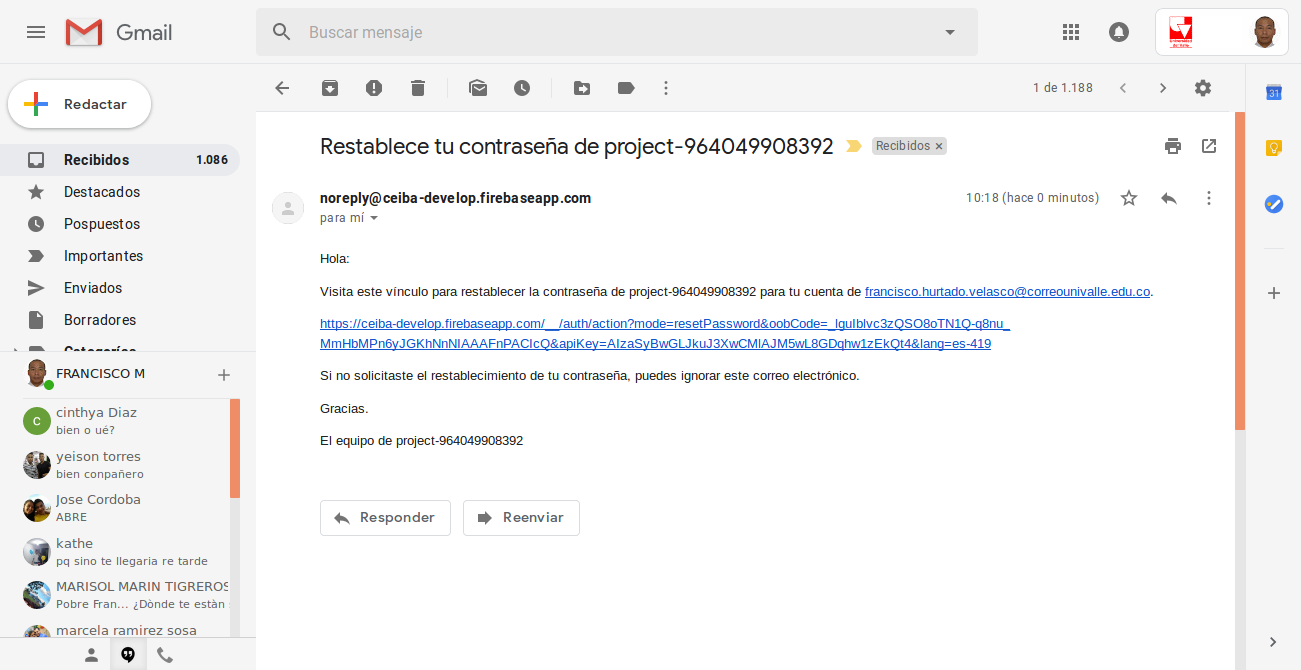 Gmail
Buscar mensaje
Redactar
1 de 1.188
31
Recibidos 1.086
Destacados
Pospuestos
Importantes
Enviados
Borradores
Categorías
FRANCISCO M
C
cinthya Diaz
bien o ué?
yeison torres
bien conpañero
Jose Cordoba
ABRE
kathe
pq sino te llegaria re tarde
MARISOL MARIN TIGREROS
Pobre Fran... ¿Dònde te estàn
marcela ramirez sosa
Restablece tu contraseña de project-964049908392
Recibidos ×
noreply@ceiba-develop.firebaseapp.com
10:18 (hace 0 minutos)
para mí
Hola:
Visita este vínculo para restablecer la contraseña de project-964049908392 para tu cuenta de francisco.hurtado.velasco@correounivalle.edu.co.
https://ceiba-develop.firebaseapp.com/__/auth/action?mode=resetPassword&oobCode=_lguIblvc3zQSO8oTN1Q-q8nu_
MmHbMPn6yJGKhNnNIAAAFnPACIcQ&apiKey=AIzaSyBwGLJkuJ3XwCMlAJM5wL8GDqhw1zEkQt4&lang=es-419
Si no solicitaste el restablecimiento de tu contraseña, puedes ignorar este correo electrónico.
Gracias.
El equipo de project-964049908392
Responder
Reenviar